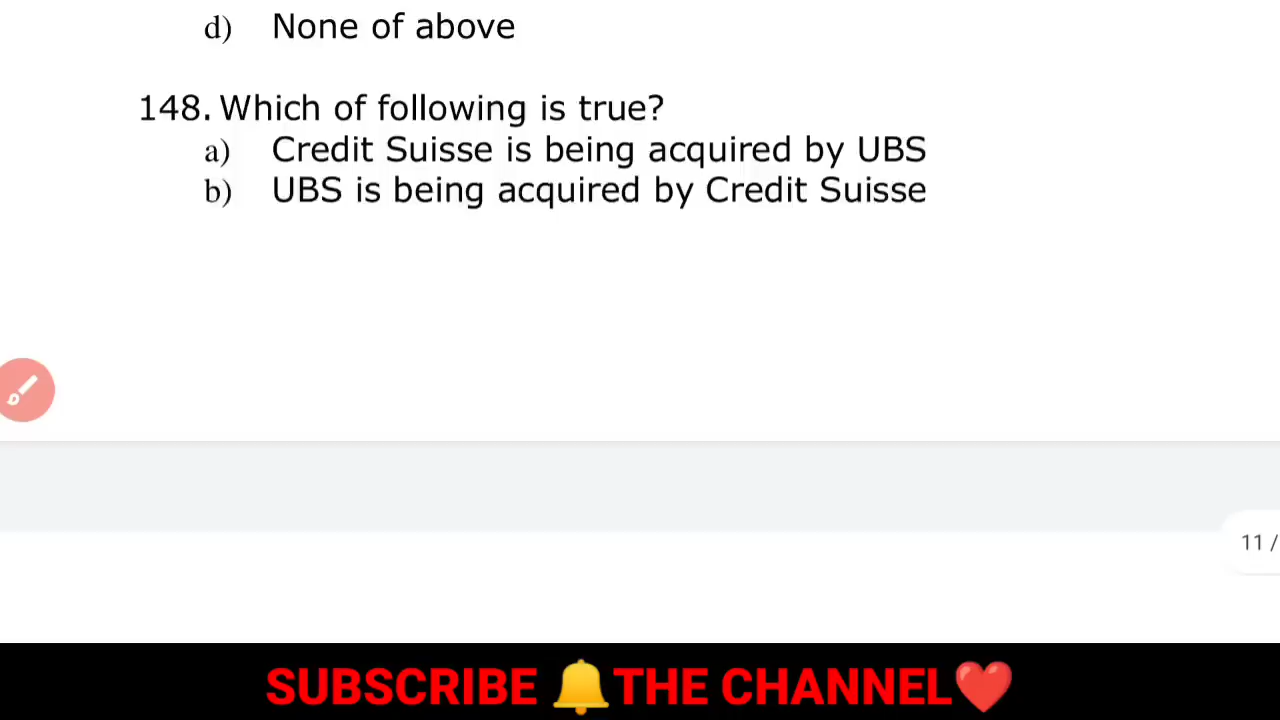 d) None of above
148. Which of following is true?
a) Credit Suisse is being acquired by UBS
b) UBS is being acquired by Credit Suisse
11 /
SUBSCRIBE 🔔THE CHANNEL❤️